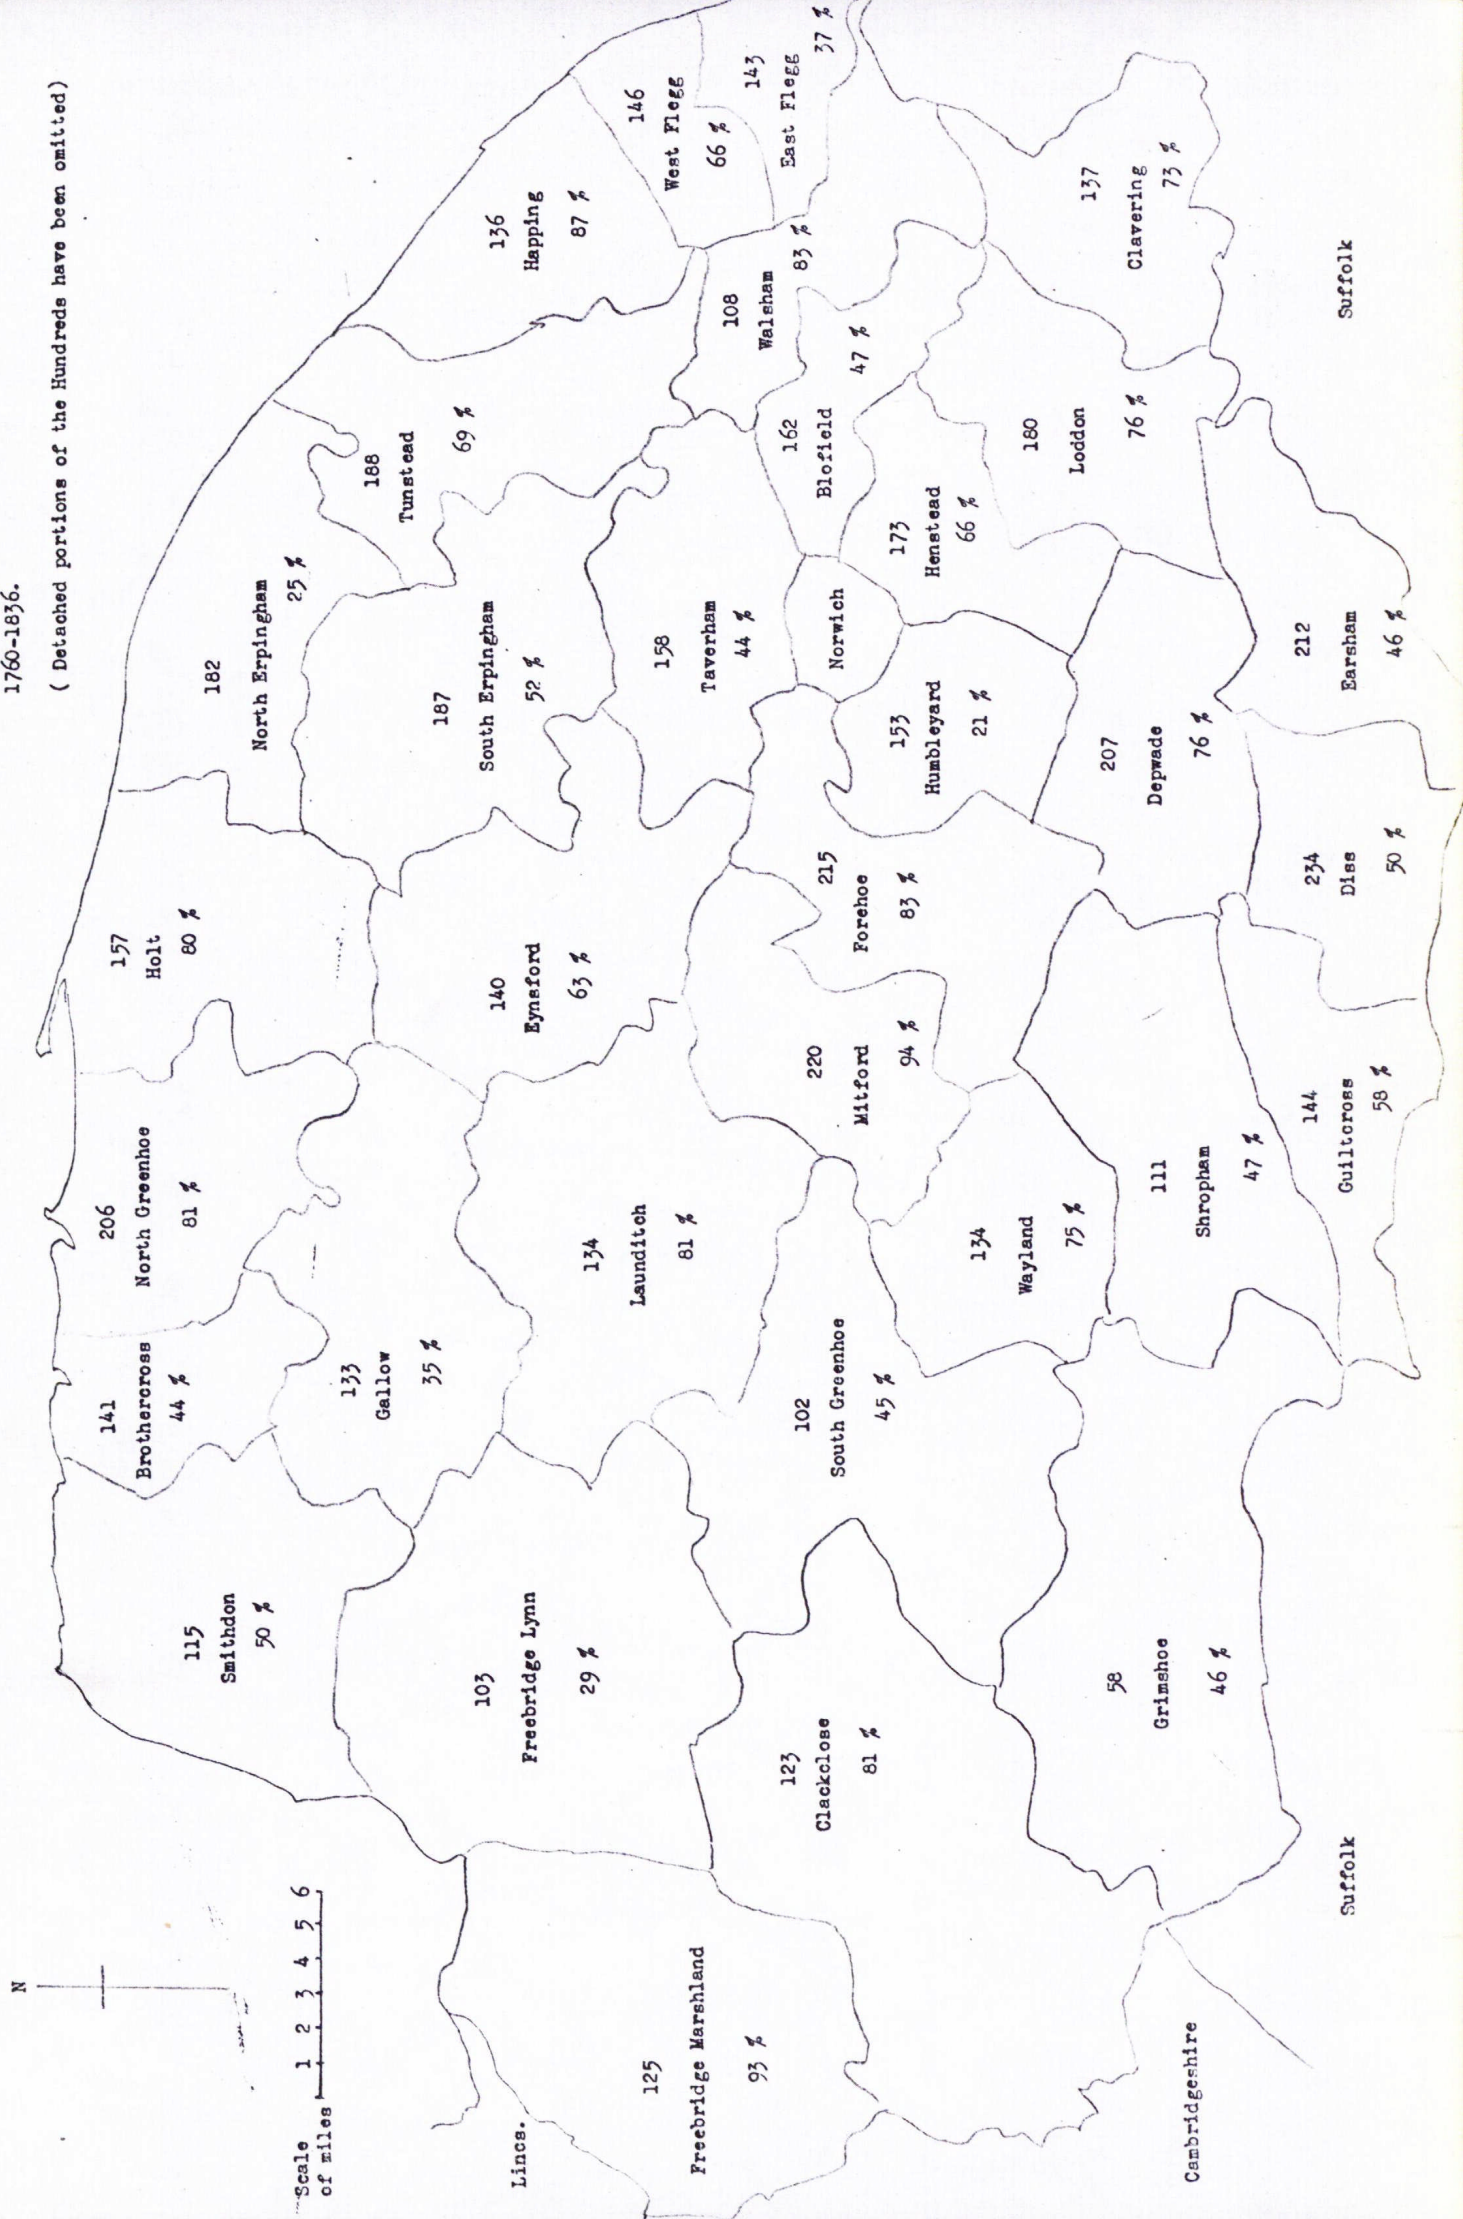 1760-1836.
( Detached portions of the Hundreds have been omitted)
N
Scale
of miles
1 2 3 4 5 6
Lincs.
125
Freebridge Marshland
93 %
115
Smithdon
50 %
141
Brothercross
44 %
206
North Greenhoe
81 %
157
Holt
80 %
182
North Erpingham
25 %
133
Gallow
35 %
103
Freebridge Lynn
29 %
134
Launditch
81 %
140
Eynsford
63 %
187
South Erpingham
52 %
188
Tunstead
69 %
136
Happing
87 %
146
West Flegg
66 %
143
East Flegg
37 %
108
Walsham
83 %
158
Taverham
44 %
162
Blofield
47 %
Norwich
123
Clackclose
81 %
102
South Greenhoe
45 %
220
Mitford
94 %
215
Forehoe
83 %
153
Humbleyard
21 %
173
Henstead
66 %
134
Wayland
75 %
180
Loddon
76 %
137
Clavering
73 %
58
Grimshoe
46 %
111
Shropham
47 %
207
Depwade
76 %
144
Guiltcross
58 %
234
Diss
50 %
212
Earsham
46 %
Cambridgeshire
Suffolk
Suffolk